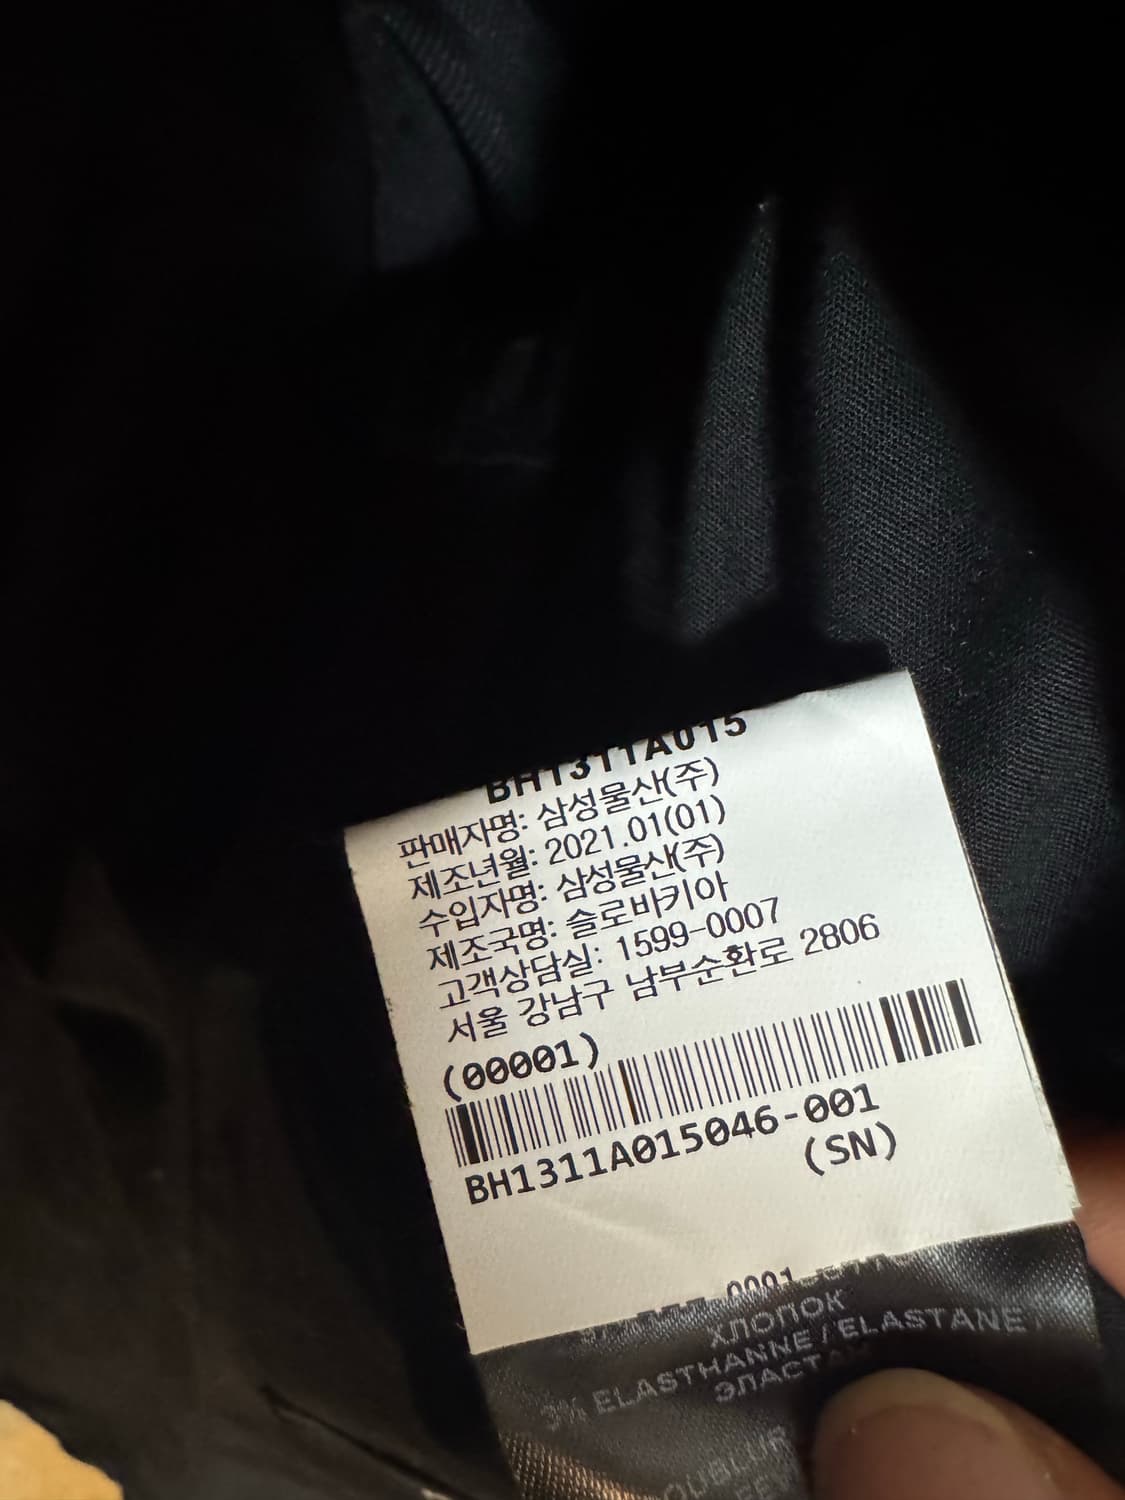 BH1311A015
판매자명: 삼성물산(주)
제조년월: 2021.01(01)
수입자명: 삼성물산(주)
제조국명: 슬로바키아
고객상담실: 1599-0007
서울 강남구 남부순환로 2806
(00001)
BH1311A015046-001
(SN)
0001
ХЛОПОК
3% ELASTHANNE / ELASTANE